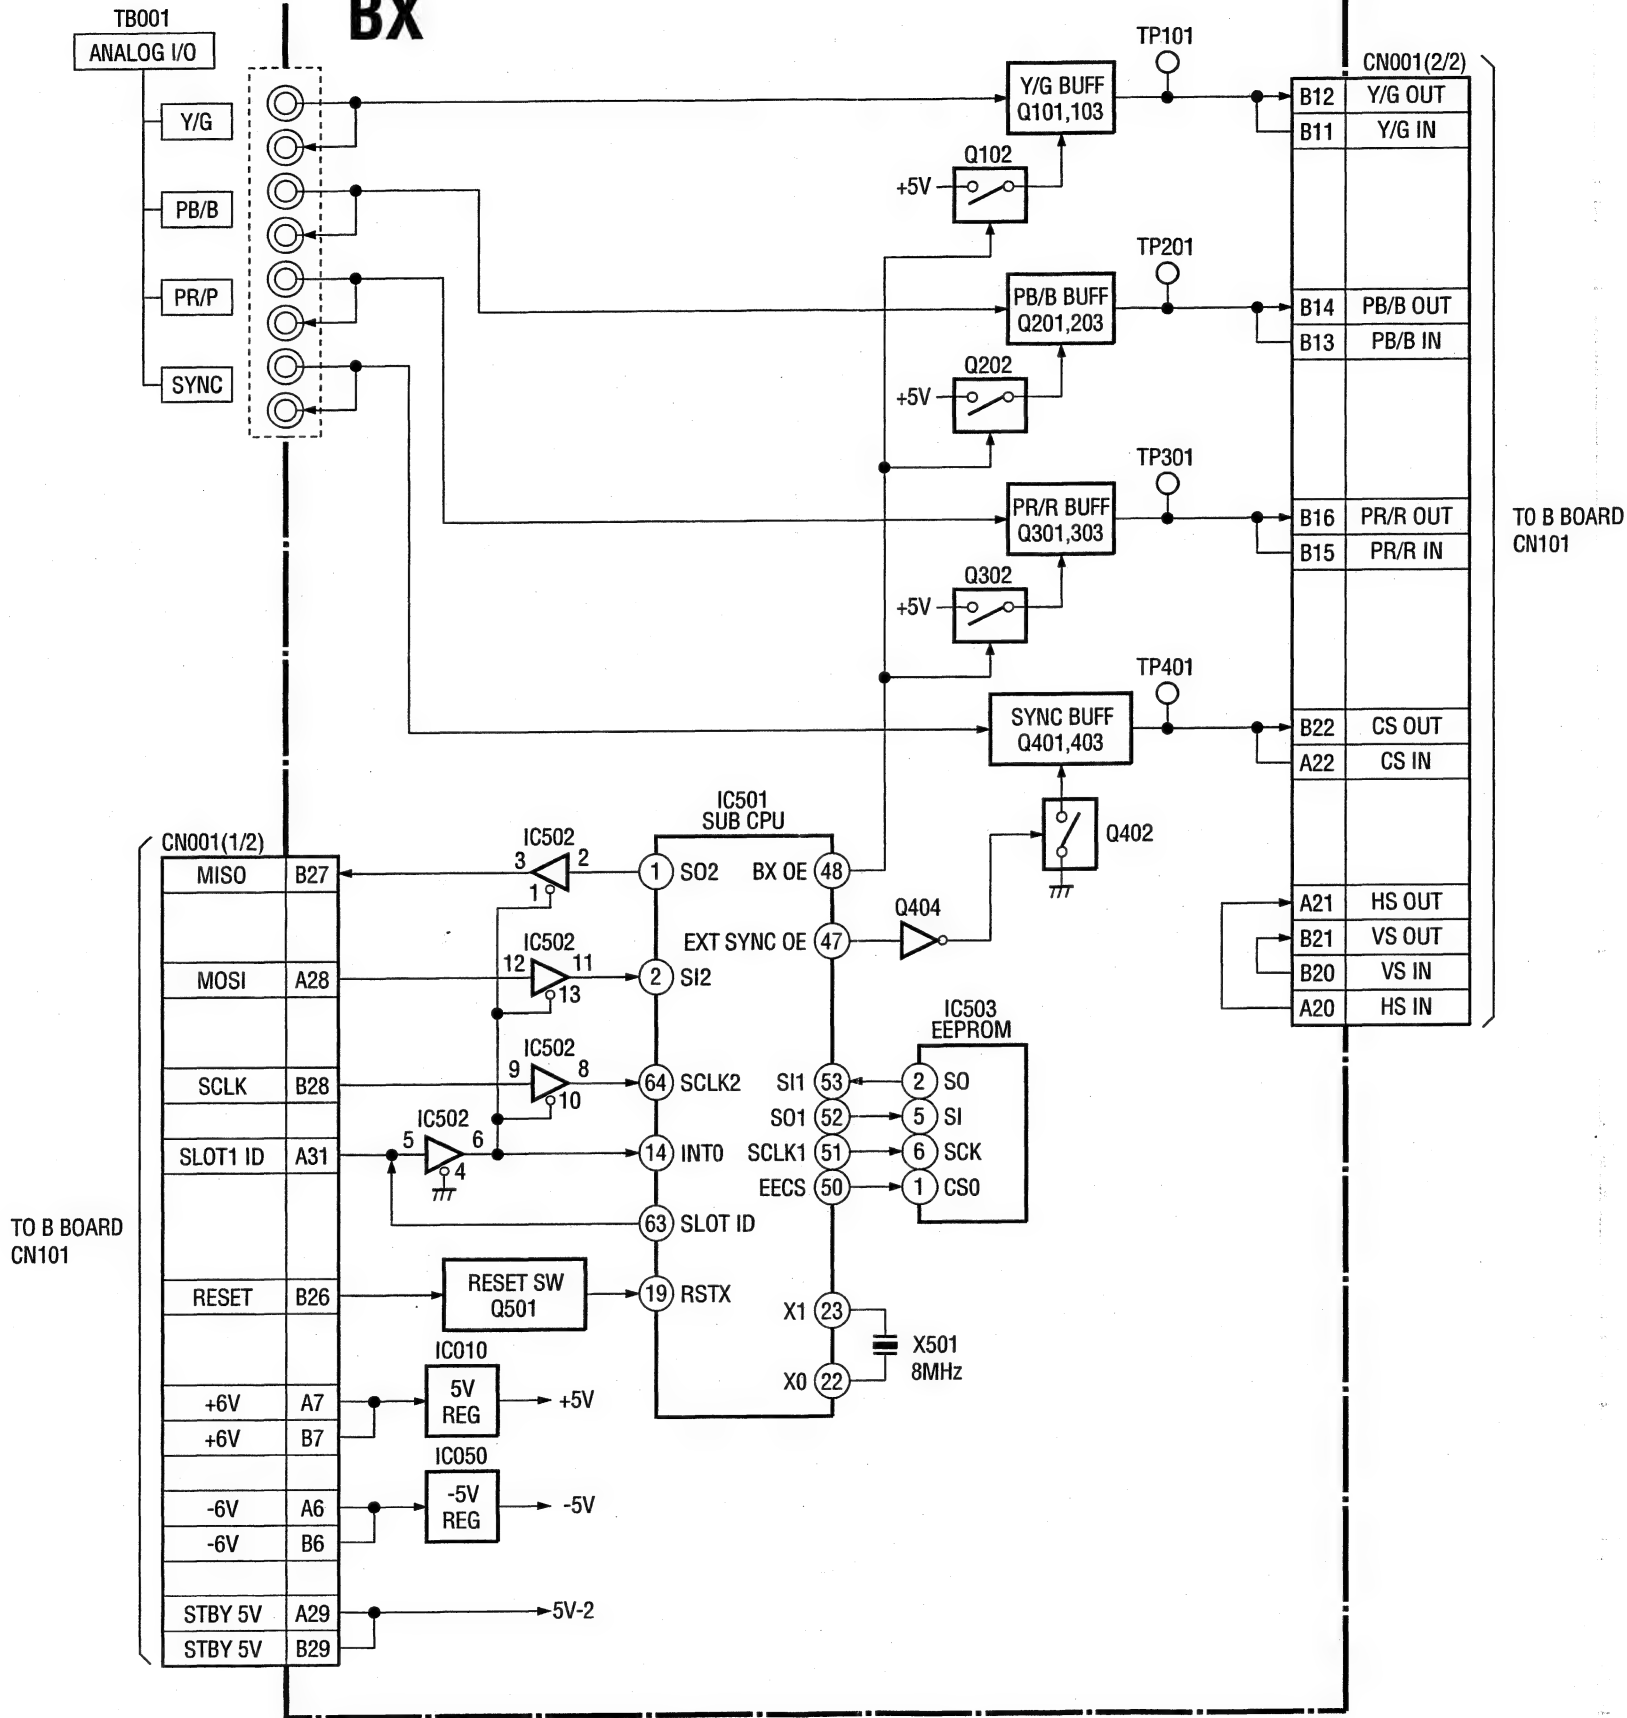 BX
TB001
ANALOG I/O
Y/G
PB/B
PR/P
SYNC
Y/G BUFF
Q101,103
TP101
Q102
+5V
PB/B BUFF
Q201,203
TP201
Q202
+5V
PR/R BUFF
Q301,303
TP301
Q302
+5V
SYNC BUFF
Q401,403
TP401
Q402
Q404
CN001(2/2)
B12 Y/G OUT
B11 Y/G IN
B14 PB/B OUT
B13 PB/B IN
B16 PR/R OUT
B15 PR/R IN
B22 CS OUT
A22 CS IN
A21 HS OUT
B21 VS OUT
B20 VS IN
A20 HS IN
TO B BOARD
CN101
CN001(1/2)
MISO B27
MOSI A28
SCLK B28
SLOT1 ID A31
RESET B26
+6V A7
+6V B7
-6V A6
-6V B6
STBY 5V A29
STBY 5V B29
TO B BOARD
CN101
IC502
3 2
1
IC502
12 11
13
IC502
9 8
10
IC502
5 6
4
RESET SW
Q501
IC010
5V
REG
+5V
IC050
-5V
REG
-5V
5V-2
IC501
SUB CPU
1 SO2
2 SI2
64 SCLK2
14 INT0
63 SLOT ID
19 RSTX
BX OE 48
EXT SYNC OE 47
SI1 53
SO1 52
SCLK1 51
EECS 50
X1 23
X0 22
IC503
EEPROM
2 SO
5 SI
6 SCK
1 CS0
X501
8MHz